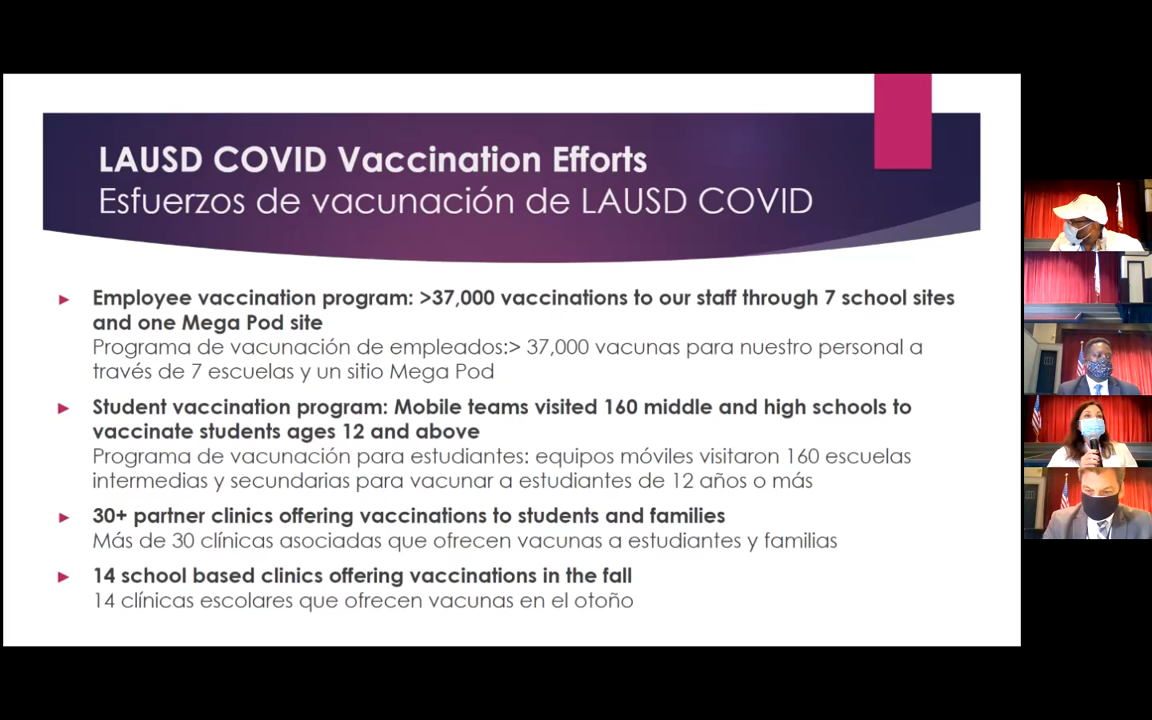 LAUSD COVID Vaccination Efforts
Esfuerzos de vacunación de LAUSD COVID
Employee vaccination program: >37,000 vaccinations to our staff through 7 school sites
and one Mega Pod site
Programa de vacunación de empleados:> 37,000 vacunas para nuestro personal a
través de 7 escuelas y un sitio Mega Pod
Student vaccination program: Mobile teams visited 160 middle and high schools to
vaccinate students ages 12 and above
Programa de vacunación para estudiantes: equipos móviles visitaron 160 escuelas
intermedias y secundarias para vacunar a estudiantes de 12 años o más
30+ partner clinics offering vaccinations to students and families
Más de 30 clínicas asociadas que ofrecen vacunas a estudiantes y familias
14 school based clinics offering vaccinations in the fall
14 clínicas escolares que ofrecen vacunas en el otoño